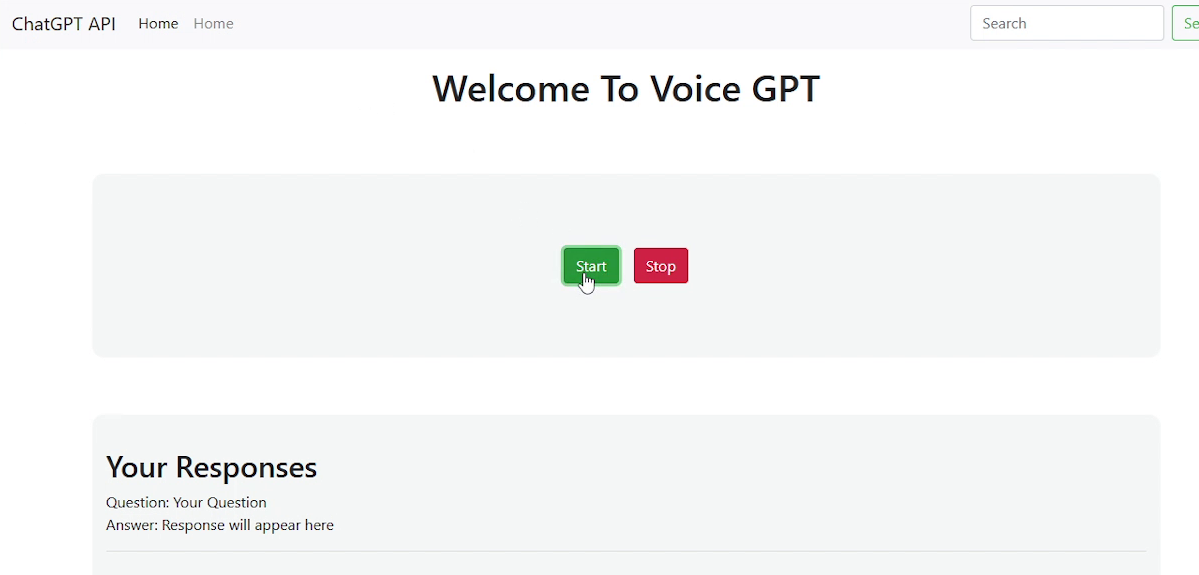 ChatGPT API Home Home Search Se
Welcome To Voice GPT
Start Stop
Your Responses
Question: Your Question
Answer: Response will appear here